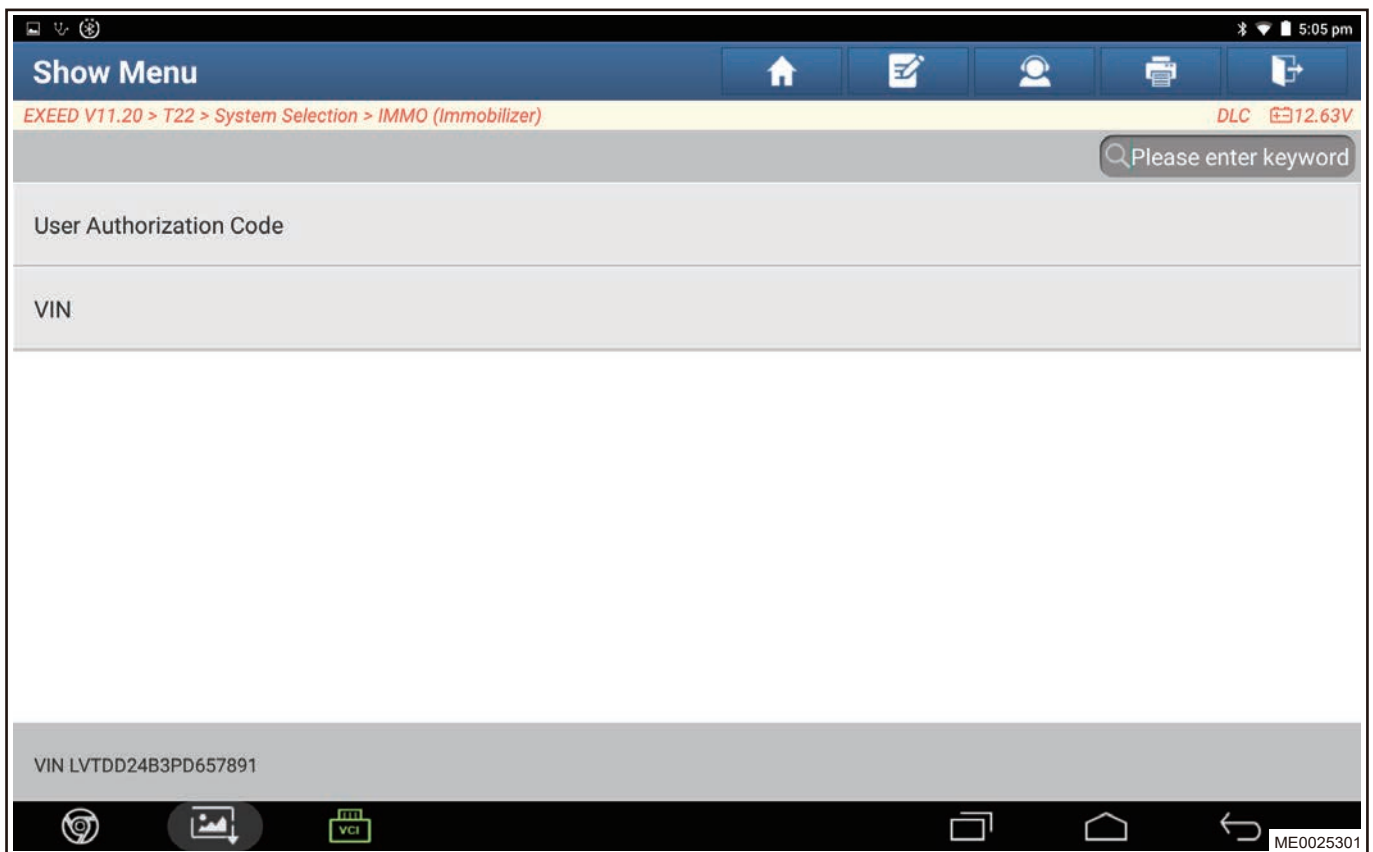 5:05 pm
Show Menu
EXEED V11.20 > T22 > System Selection > IMMO (Immobilizer)
DLC 12.63V
Please enter keyword
User Authorization Code
VIN
VIN LVTDD24B3PD657891
VCI
ME0025301